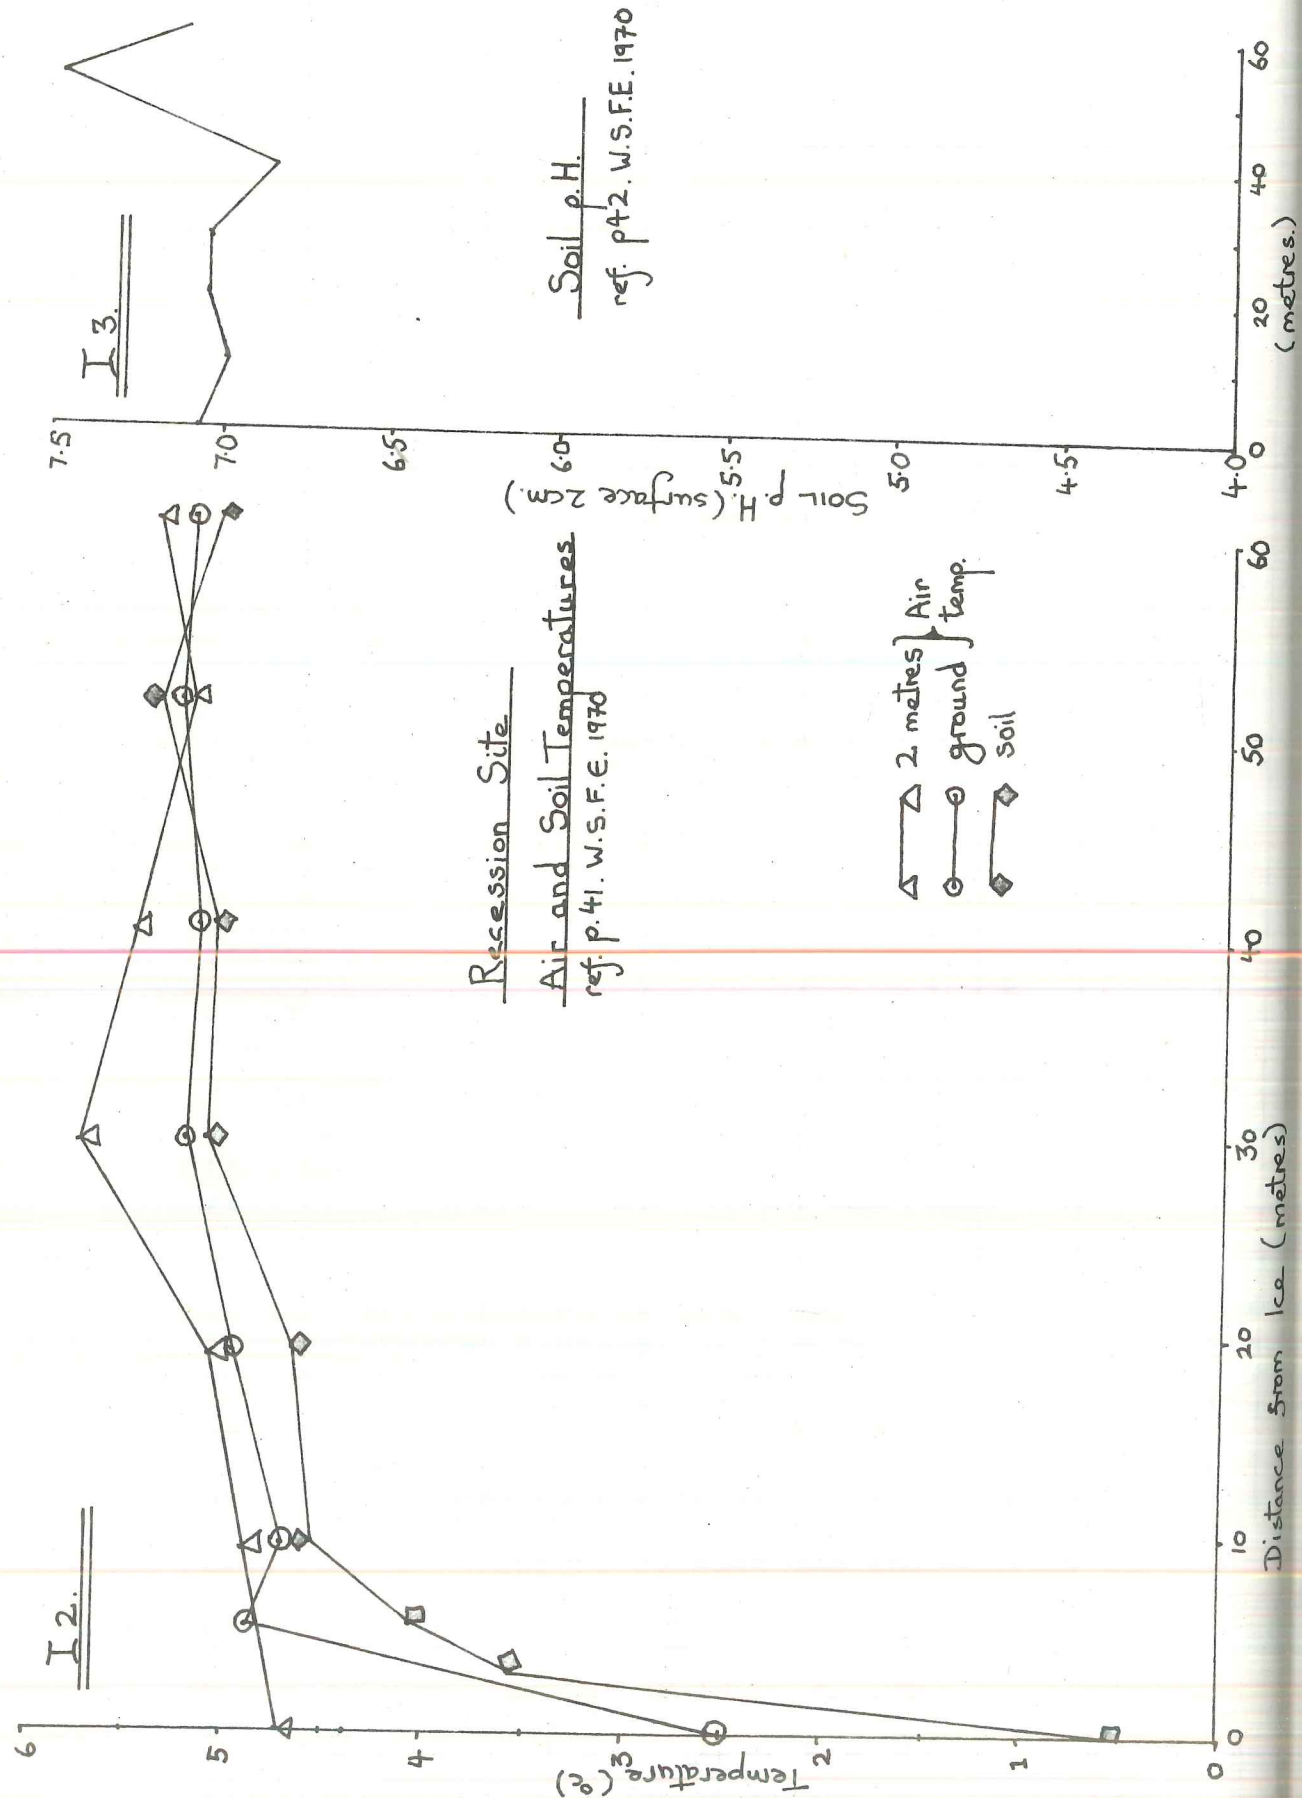 I 2.
6
5
4
3
2
1
0
Temperature (°c)
0
10
20
30
40
50
60
Distance from Ice (metres)
Recession Site
Air and Soil Temperatures
ref. p.41. W.S.F.E. 1970
2 metres } Air
ground } temp.
soil
I 3.
7.5
7.0
6.5
6.0
5.5
5.0
4.5
4.0
SOIL p.H. (surface 2 cm.)
0
20
40
60
(metres.)
Soil p.H.
ref. p42. W.S.F.E. 1970